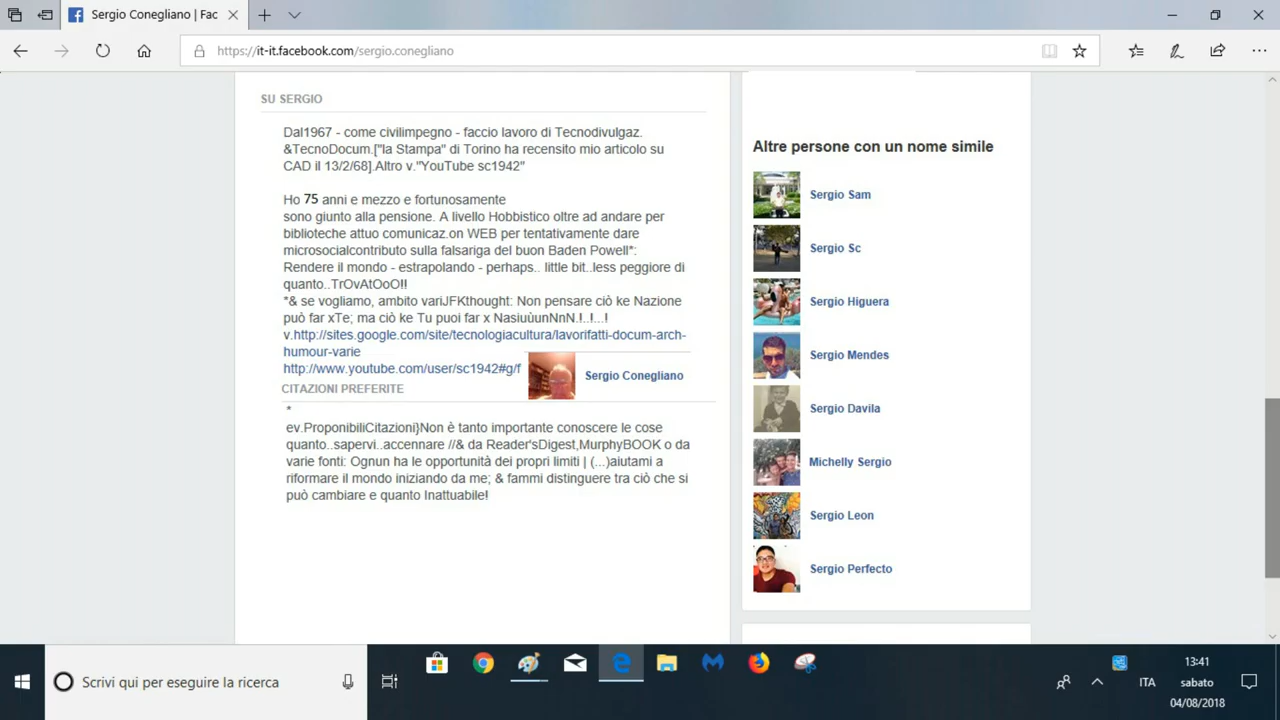 Sergio Conegliano | Fac
https://it-it.facebook.com/sergio.conegliano
SU SERGIO
Dal1967 - come civilimpegno - faccio lavoro di Tecnodivulgaz.
&TecnoDocum.["la Stampa" di Torino ha recensito mio articolo su
CAD il 13/2/68].Altro v."YouTube sc1942"
Ho 75 anni e mezzo e fortunosamente
sono giunto alla pensione. A livello Hobbistico oltre ad andare per
biblioteche attuo comunicaz.on WEB per tentativamente dare
microsocialcontributo sulla falsariga del buon Baden Powell*:
Rendere il mondo - estrapolando - perhaps.. little bit..less peggiore di
quanto..TrOvAtOoO!!
*& se vogliamo, ambito variJFKthought: Non pensare ciò ke Nazione
può far xTe; ma ciò ke Tu puoi far x NasiuùunNnN.!..!...!
v.http://sites.google.com/site/tecnologiacultura/lavorifatti-docum-arch-
humour-varie
http://www.youtube.com/user/sc1942#g/f
Sergio Conegliano
CITAZIONI PREFERITE
*
ev.ProponibiliCitazioni}Non è tanto importante conoscere le cose
quanto..sapervi..accennare //& da Reader'sDigest,MurphyBOOK o da
varie fonti: Ognun ha le opportunità dei propri limiti | (...)aiutami a
riformare il mondo iniziando da me; & fammi distinguere tra ciò che si
può cambiare e quanto Inattuabile!
Altre persone con un nome simile
Sergio Sam
Sergio Sc
Sergio Higuera
Sergio Mendes
Sergio Davila
Michelly Sergio
Sergio Leon
Sergio Perfecto
Scrivi qui per eseguire la ricerca
ITA
13:41
sabato
04/08/2018